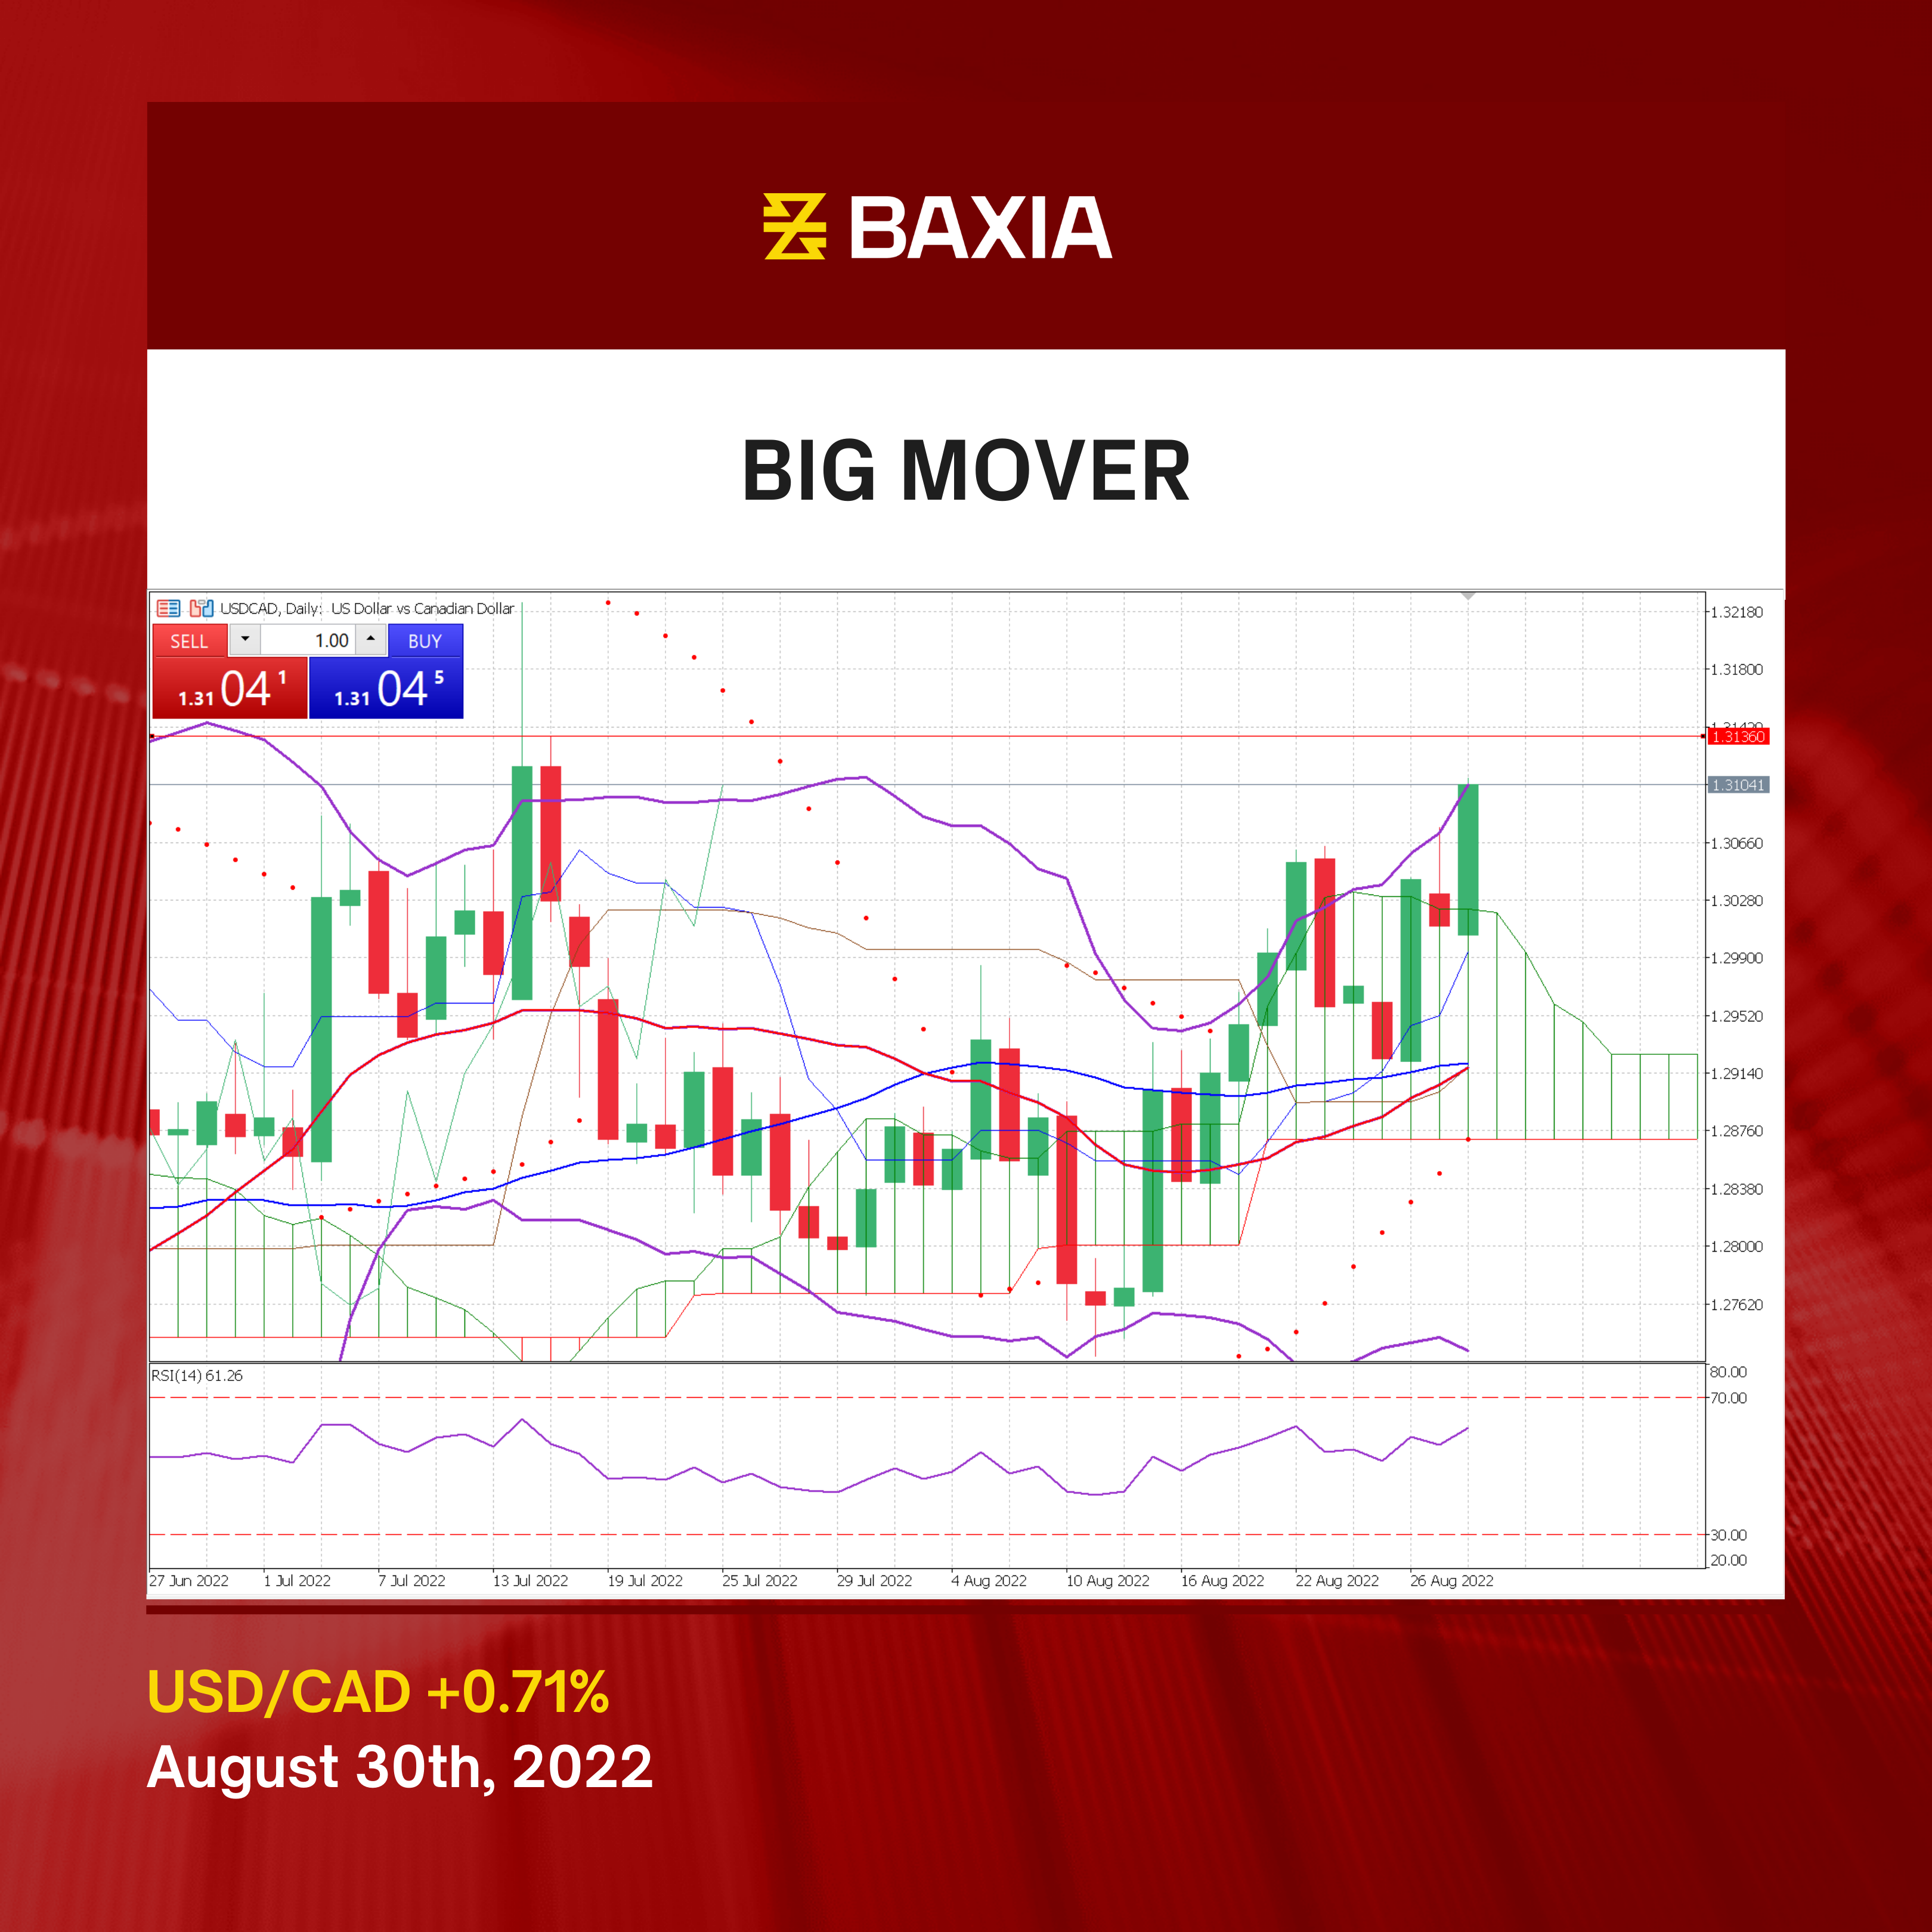 BAXIA
BIG MOVER
USDCAD, Daily: US Dollar vs Canadian Dollar
SELL 1.00 BUY
1.31 04 1 1.31 04 5
1.32180
1.31800
1.31420
1.31360
1.31041
1.30660
1.30280
1.29900
1.29520
1.29140
1.28760
1.28380
1.28000
1.27620
RSI(14) 61.26
80.00
70.00
30.00
20.00
27 Jun 2022 1 Jul 2022 7 Jul 2022 13 Jul 2022 19 Jul 2022 25 Jul 2022 29 Jul 2022 4 Aug 2022 10 Aug 2022 16 Aug 2022 22 Aug 2022 26 Aug 2022
USD/CAD +0.71%
August 30th, 2022